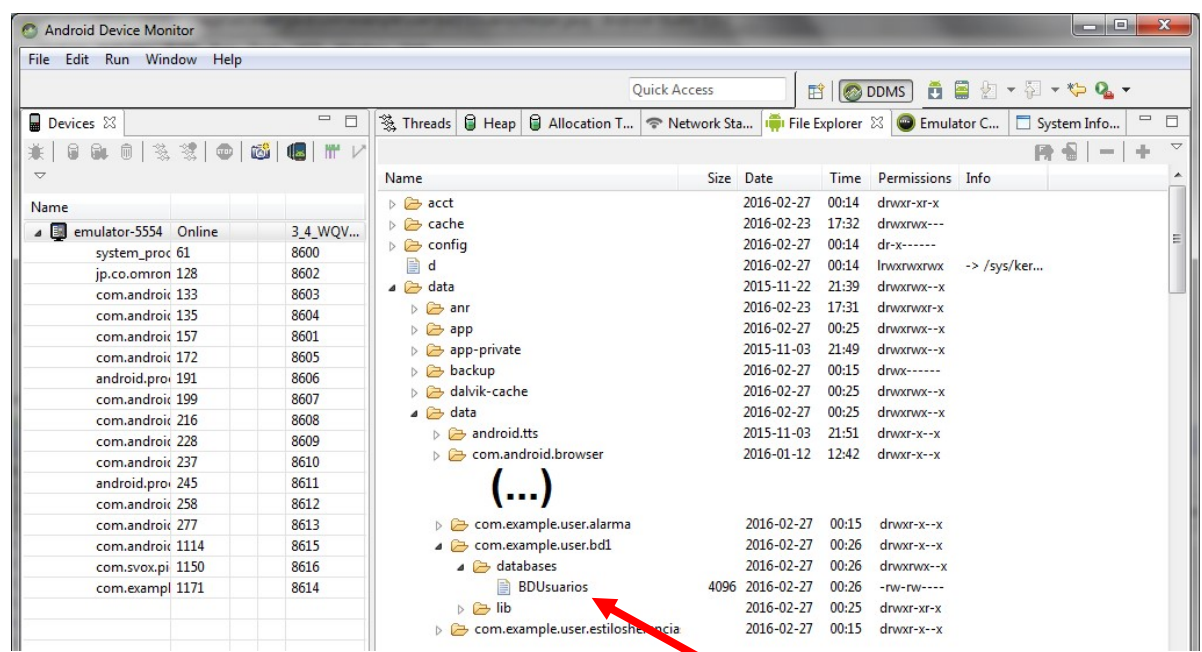 Android Device Monitor
File Edit Run Window Help
Quick Access DDMS
Devices
Threads Heap Allocation T... Network Sta... File Explorer Emulator C... System Info...
Name
emulator-5554 Online 3_4_WQV...
system_proc 61 8600
jp.co.omron 128 8602
com.android 133 8603
com.android 135 8604
com.android 157 8601
com.android 172 8605
android.pro 191 8606
com.android 199 8607
com.android 216 8608
com.android 228 8609
com.android 237 8610
android.pro 245 8611
com.android 258 8612
com.android 277 8613
com.android 1114 8615
com.svox.pi 1150 8616
com.exampl 1171 8614
Name Size Date Time Permissions Info
acct 2016-02-27 00:14 drwxr-xr-x
cache 2016-02-23 17:32 drwxrwx---
config 2016-02-27 00:14 dr-x------
d 2016-02-27 00:14 lrwxrwxrwx -> /sys/ker...
data 2015-11-22 21:39 drwxrwx--x
anr 2016-02-23 17:31 drwxrwxr-x
app 2016-02-27 00:25 drwxrwx--x
app-private 2015-11-03 21:49 drwxrwx--x
backup 2016-02-27 00:15 drwx------
dalvik-cache 2016-02-27 00:25 drwxrwx--x
data 2016-02-27 00:25 drwxrwx--x
android.tts 2015-11-03 21:51 drwxr-x--x
com.android.browser 2016-01-12 12:42 drwxr-x--x
(...)
com.example.user.alarma 2016-02-27 00:15 drwxr-x--x
com.example.user.bd1 2016-02-27 00:26 drwxr-x--x
databases 2016-02-27 00:26 drwxrwx--x
BDUsuarios 4096 2016-02-27 00:26 -rw-rw----
lib 2016-02-27 00:25 drwxr-xr-x
com.example.user.estilosherencia 2016-02-27 00:15 drwxr-x--x